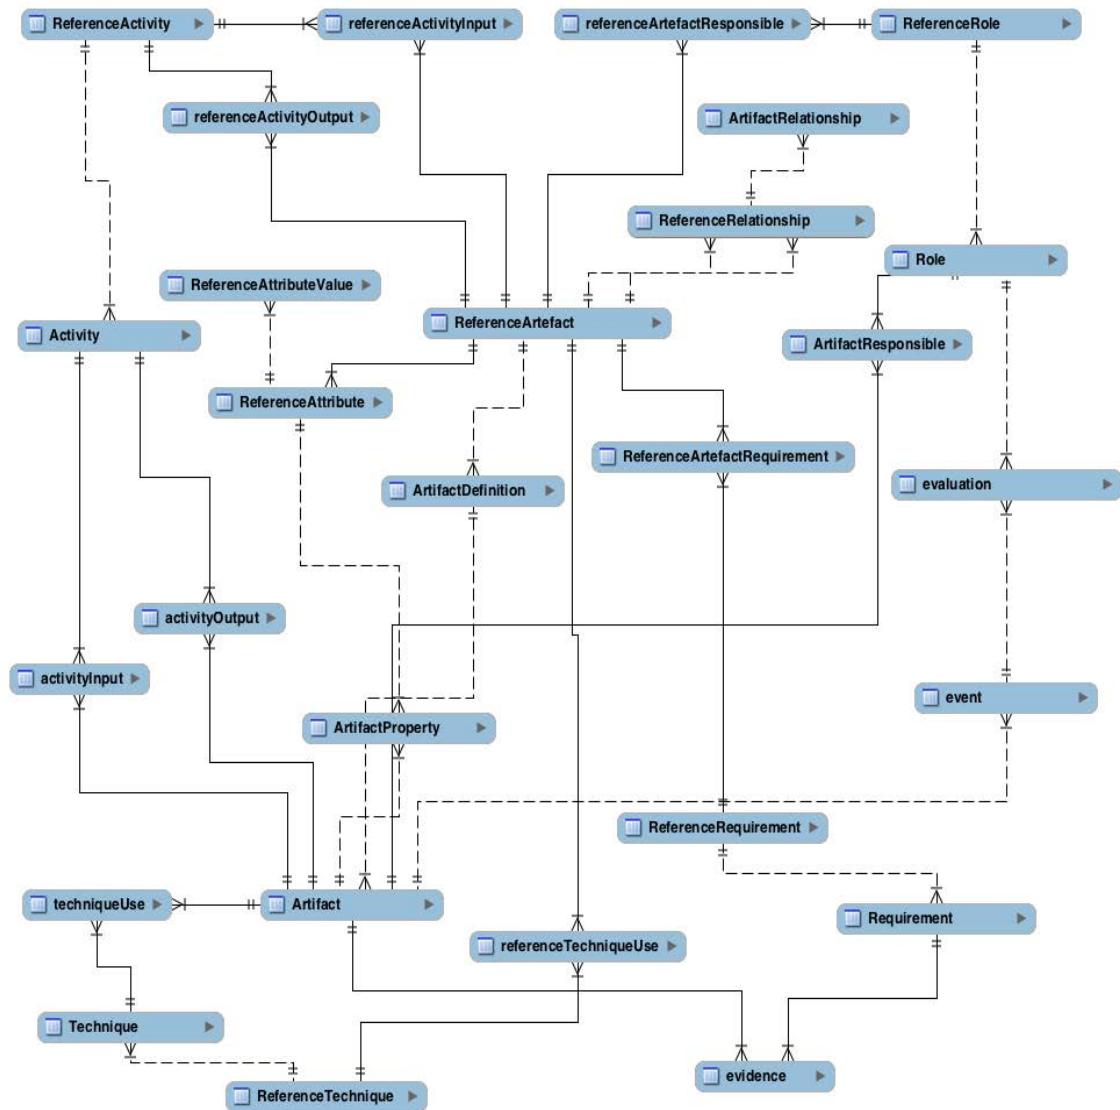 ReferenceActivity
referenceActivityInput
referenceArtefactResponsible
ReferenceRole
referenceActivityOutput
ArtifactRelationship
ReferenceRelationship
Role
ReferenceAttributeValue
ReferenceArtefact
Activity
ArtifactResponsible
ReferenceAttribute
ReferenceArtefactRequirement
ArtifactDefinition
evaluation
activityOutput
activityInput
event
ArtifactProperty
ReferenceRequirement
techniqueUse
Artifact
Requirement
referenceTechniqueUse
Technique
evidence
ReferenceTechnique